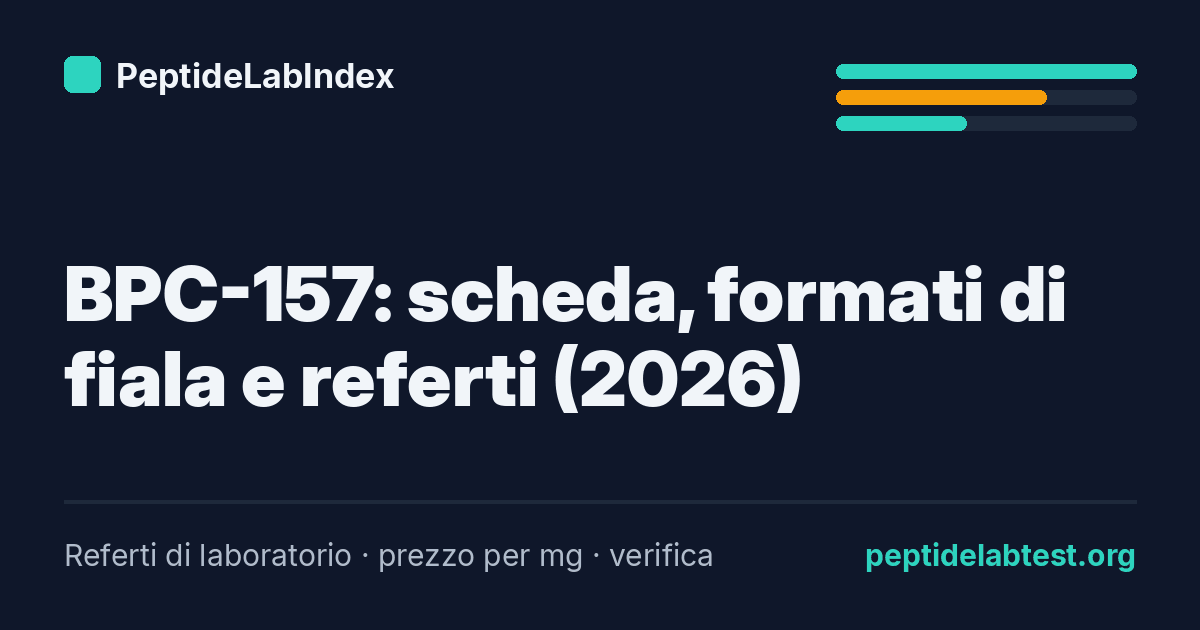 PeptideLabIndex
BPC-157: scheda, formati di
fiala e referti (2026)
Referti di laboratorio · prezzo per mg · verifica
peptidelabtest.org